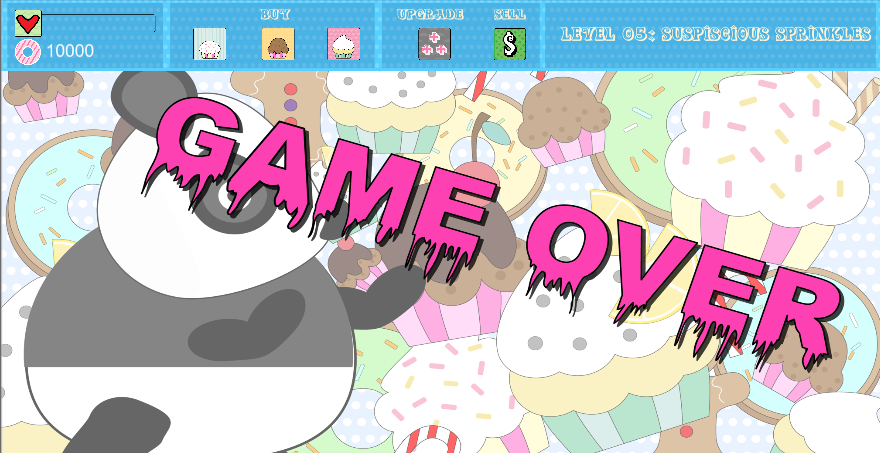 BUY
UPGRADE
SELL
10000
LEVEL 05: SUSPiSCiOUS SPRiNKLES
$
GAME OVER